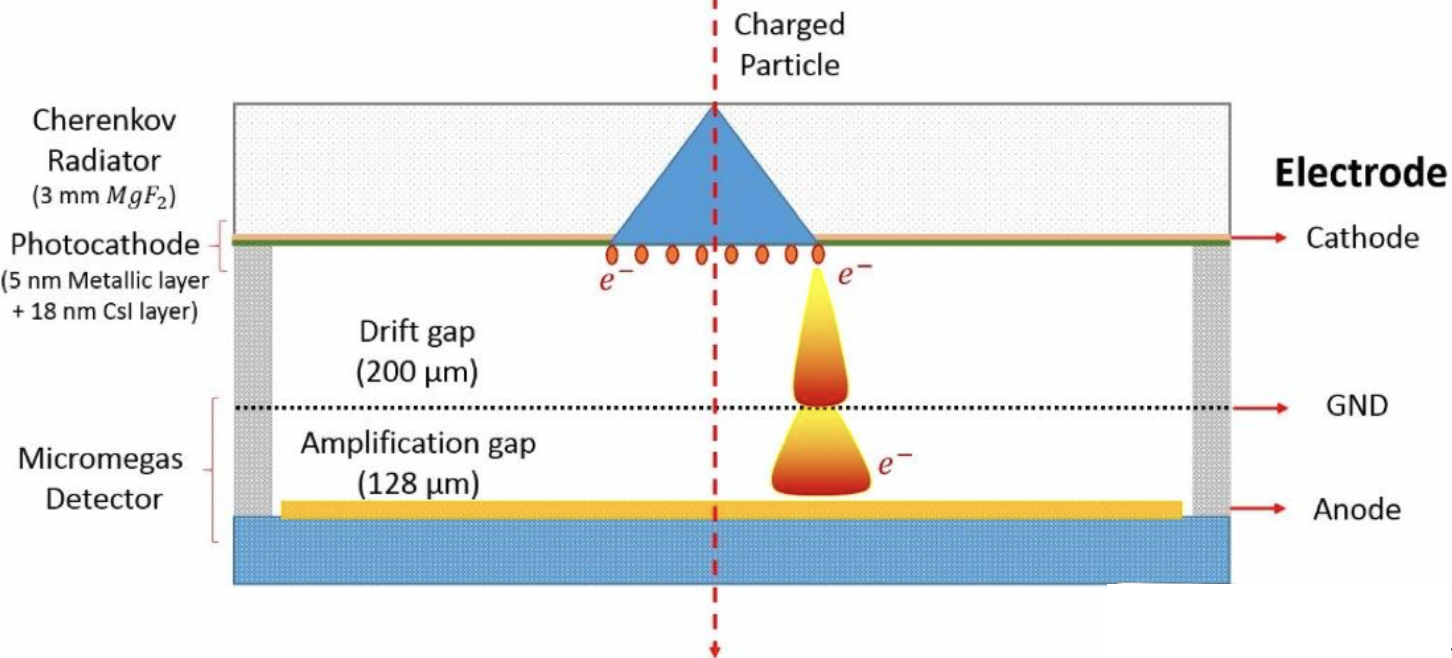 Charged
Particle
Cherenkov
Radiator
(3 mm MgF₂)
Electrode
Photocathode
(5 nm Metallic layer
+ 18 nm CsI layer)
Cathode
e⁻
e⁻
Drift gap
(200 μm)
GND
Amplification gap
(128 μm)
Micromegas
Detector
e⁻
Anode